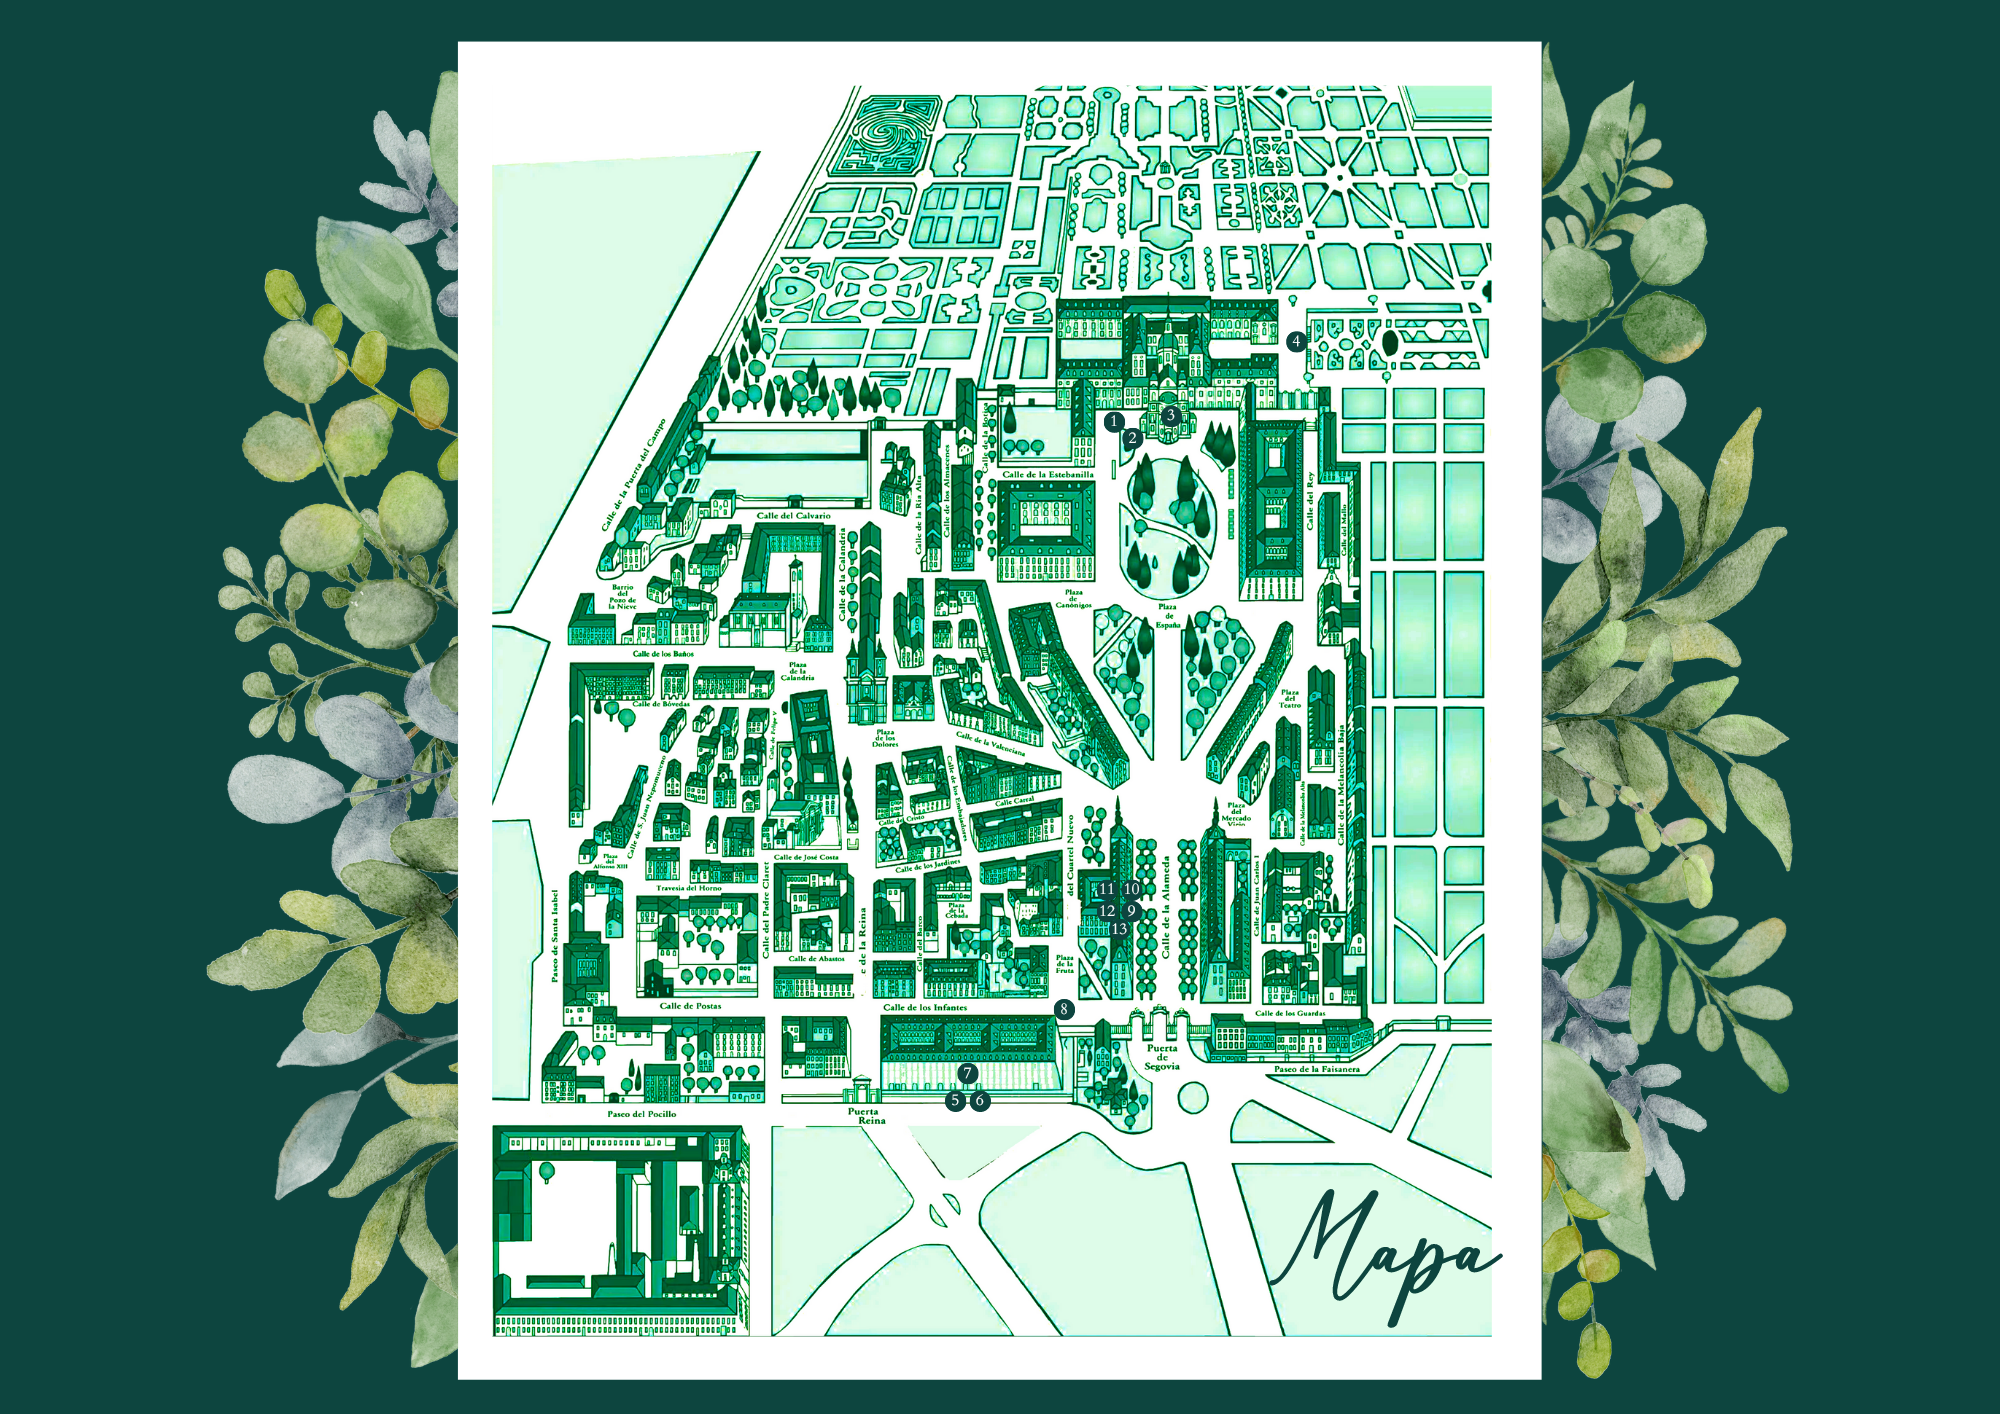 4
1
2
3
Calle de la Puerta del Campo
Calle de la Botica
Calle de la Estebanilla
Calle de los Almacenes
Calle de la Ria Alta
Calle del Rey
Calle del Mallo
Calle del Calvario
Calle de la Calandria
Barrio
del
Pozo de
la Nieve
Plaza
de
Canónigos
Plaza
de
España
Calle de los Baños
Plaza
de la
Calandria
Calle de Bóvedas
Calle de Felipe V
Plaza
del
Teatro
Plaza
de los
Dolores
Calle de la Valenciana
Calle de la Melancolia Baja
Calle de S. Juan Nepomuceno
Calle de los Embajadores
Calle Carral
Calle del Cristo
Plaza
del
Mercado
Viejo
Calle de la Melancolia Alta
Plaza
del
Alfonso XIII
Calle de José Costa
Calle de los Jardines
del Cuartel Nuevo
Travesia del Horno
Calle del Padre Claret
Calle de la Alameda
Calle de Juan Carlos I
11
10
12
9
13
Paseo de Santa Isabel
e de la Reina
Calle del Barco
Plaza
de la
Cebada
Calle de Abastos
Plaza
de la
Fruta
Calle de Postas
Calle de los Infantes
8
Calle de los Guardas
Puerta
de
Segovia
Paseo de la Faisanera
7
5
6
Paseo del Pocillo
Puerta
Reina
Mapa